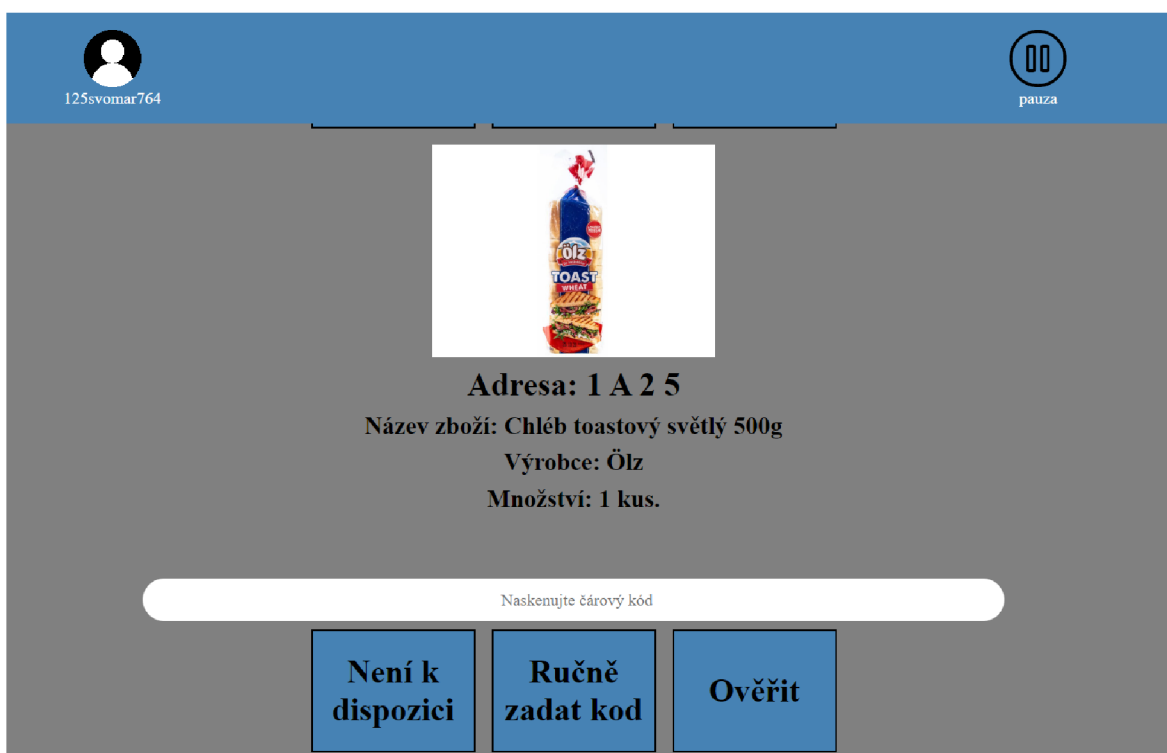 125svomar764
pauza
ölz
TOAST
WHEAT
Adresa: 1 A 2 5
Název zboží: Chléb toastový světlý 500g
Výrobce: Ölz
Množství: 1 kus.
Naskenujte čárový kód
Není k
dispozici
Ručně
zadat kod
Ověřit